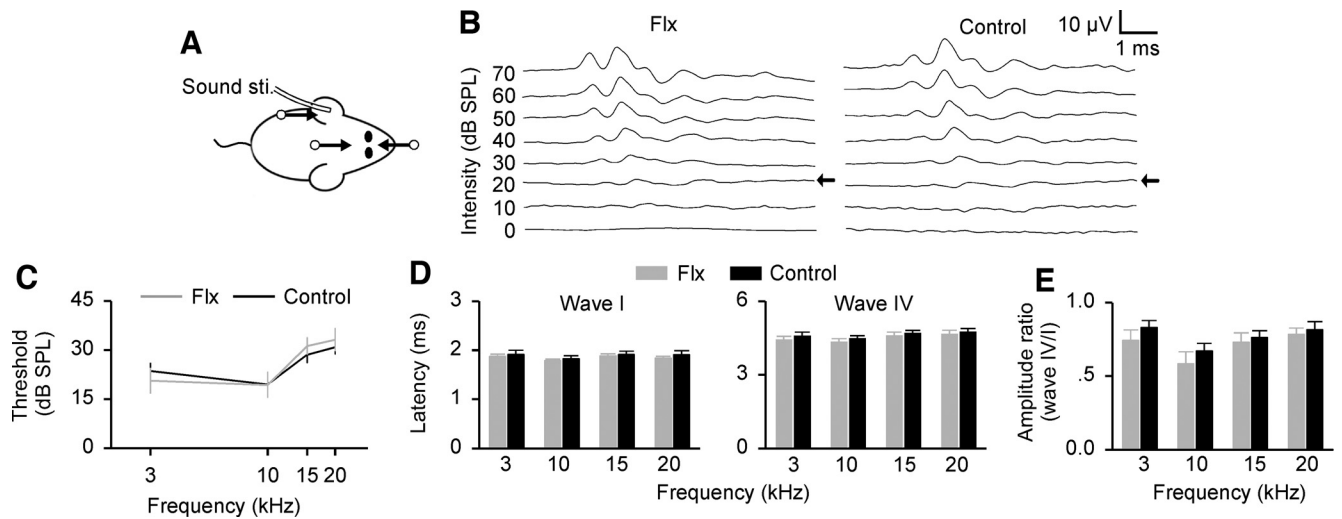 A
Sound sti.
B
Flx
Control
10 µV
1 ms
Intensity (dB SPL)
70
60
50
40
30
20
10
0
C
Flx
Control
Threshold
(dB SPL)
45
30
15
0
3
10
15
20
Frequency (kHz)
D
Flx
Control
Wave I
Latency (ms)
3
2
1
0
3
10
15
20
Wave IV
6
3
0
3
10
15
20
Frequency (kHz)
E
Amplitude ratio
(wave IV/I)
1.0
.5
0.0
3
10
15
20
Frequency (kHz)